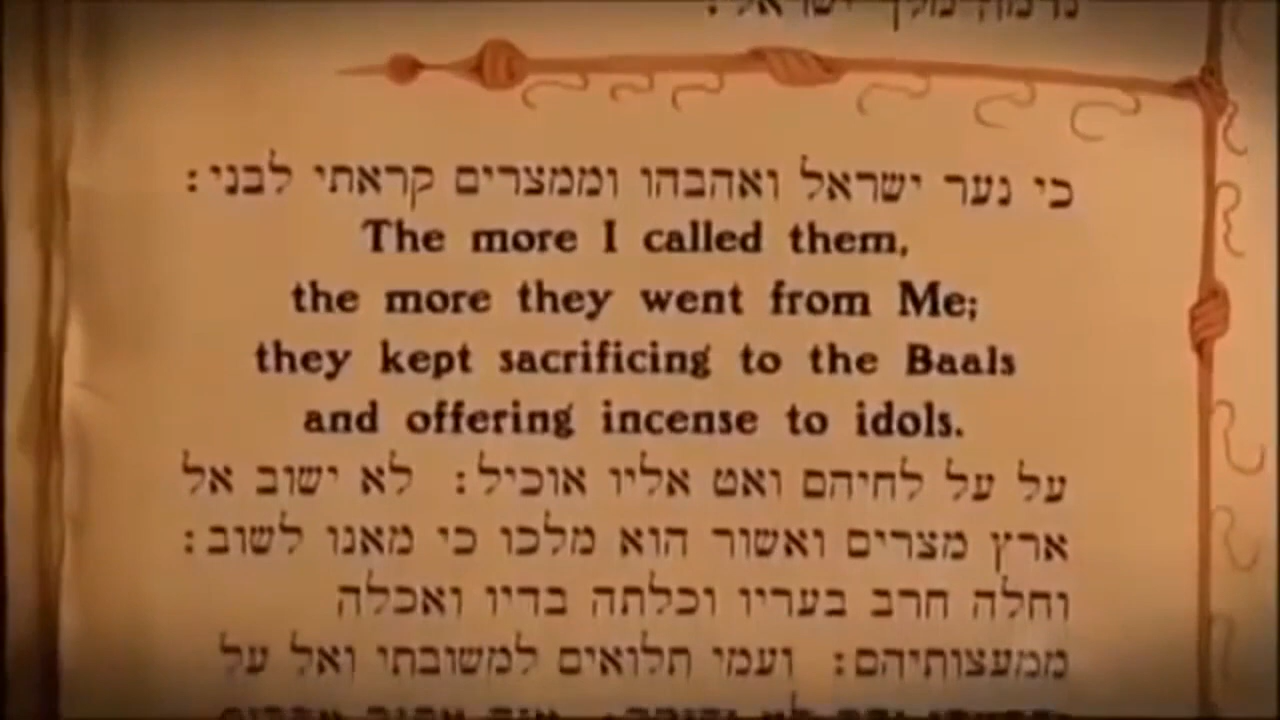 נדמה מלך ישראל:
כי נער ישראל ואהבהו וממצרים קראתי לבני:
The more I called them,
the more they went from Me;
they kept sacrificing to the Baals
and offering incense to idols.
על על לחיהם ואט אליו אוכיל: לא ישוב אל
ארץ מצרים ואשור הוא מלכו כי מאנו לשוב:
וחלה חרב בעריו וכלתה בדיו ואכלה
ממעצותיהם: ועמי תלואים למשובתי ואל על